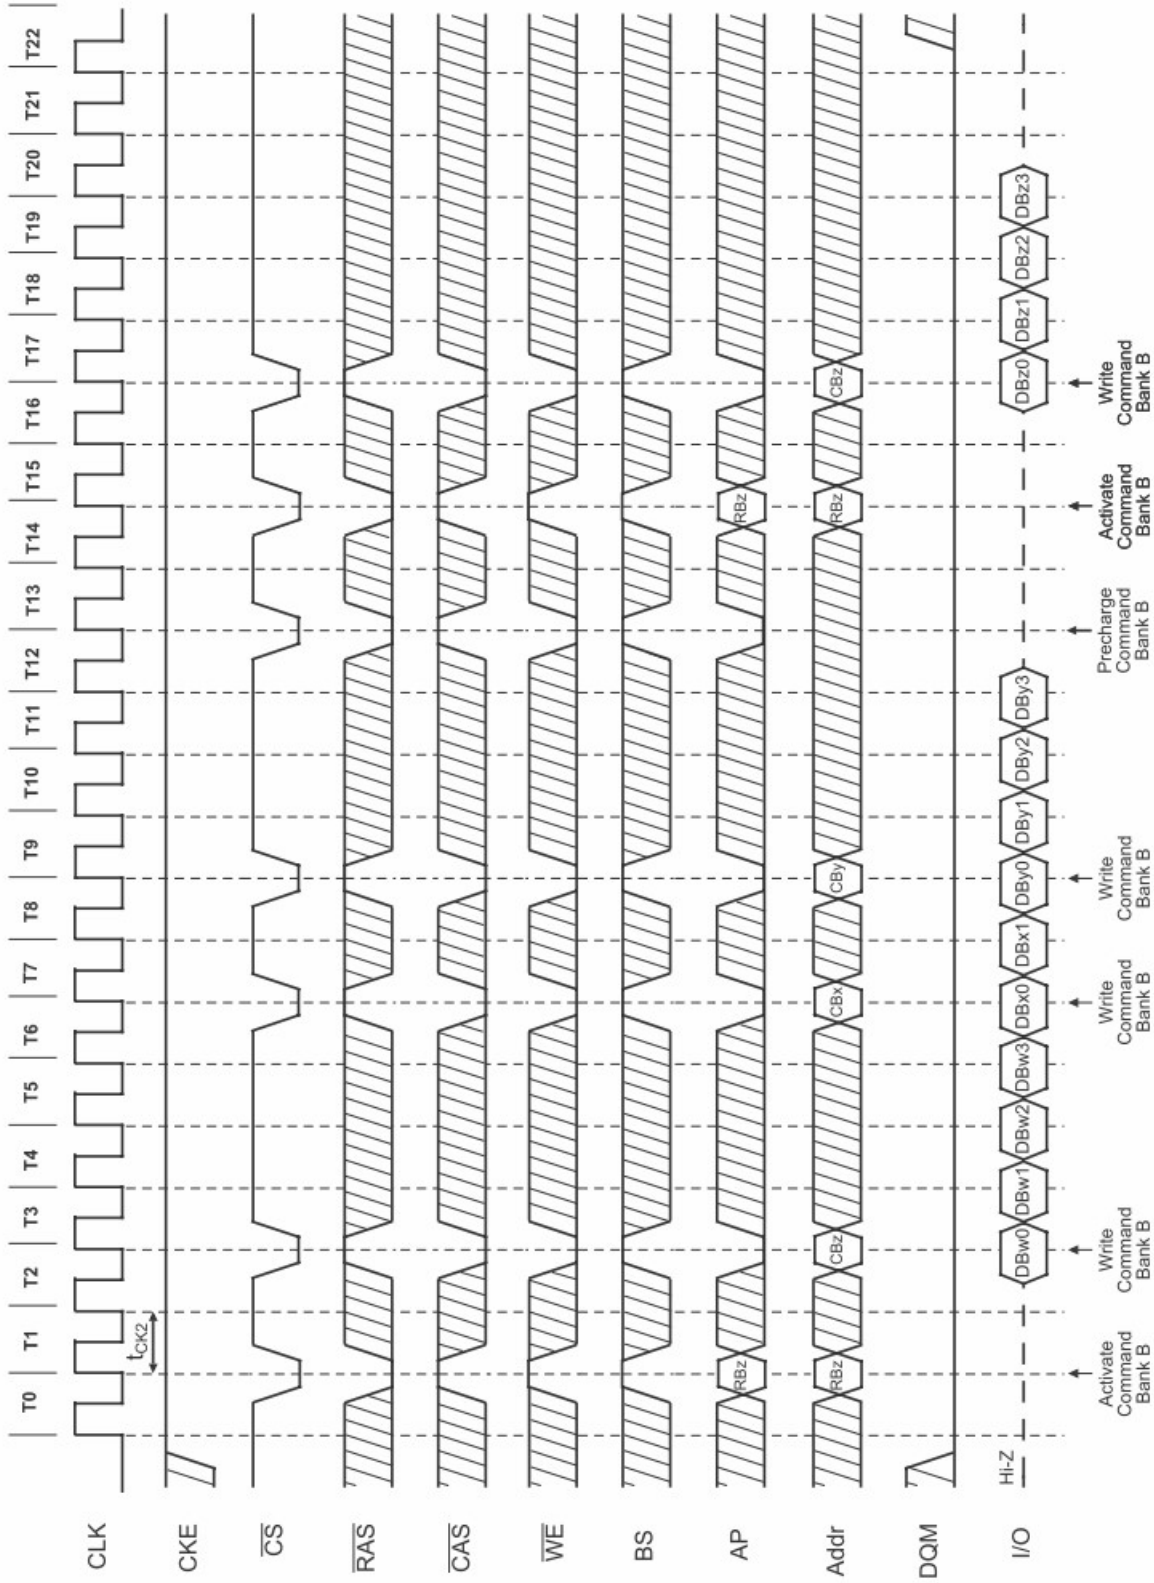 T0 T1 T2 T3 T4 T5 T6 T7 T8 T9 T10 T11 T12 T13 T14 T15 T16 T17 T18 T19 T20 T21 T22
CLK
tCK2
CKE
CS
RAS
CAS
WE
BS
AP
RBz RBz
Addr
RBz CBz CBx CBy RBz CBz
DQM
Hi-Z
I/O
DBw0 DBw1 DBw2 DBw3 DBx0 DBx1 DBy0 DBy1 DBy2 DBy3 DBz0 DBz1 DBz2 DBz3
Activate
Command
Bank B
Write
Command
Bank B
Write
Command
Bank B
Write
Command
Bank B
Precharge
Command
Bank B
Activate
Command
Bank B
Write
Command
Bank B